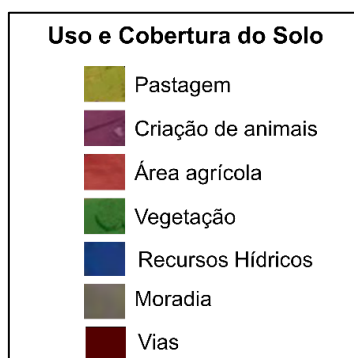 Uso e Cobertura do Solo
Pastagem
Criação de animais
Área agrícola
Vegetação
Recursos Hídricos
Moradia
Vias